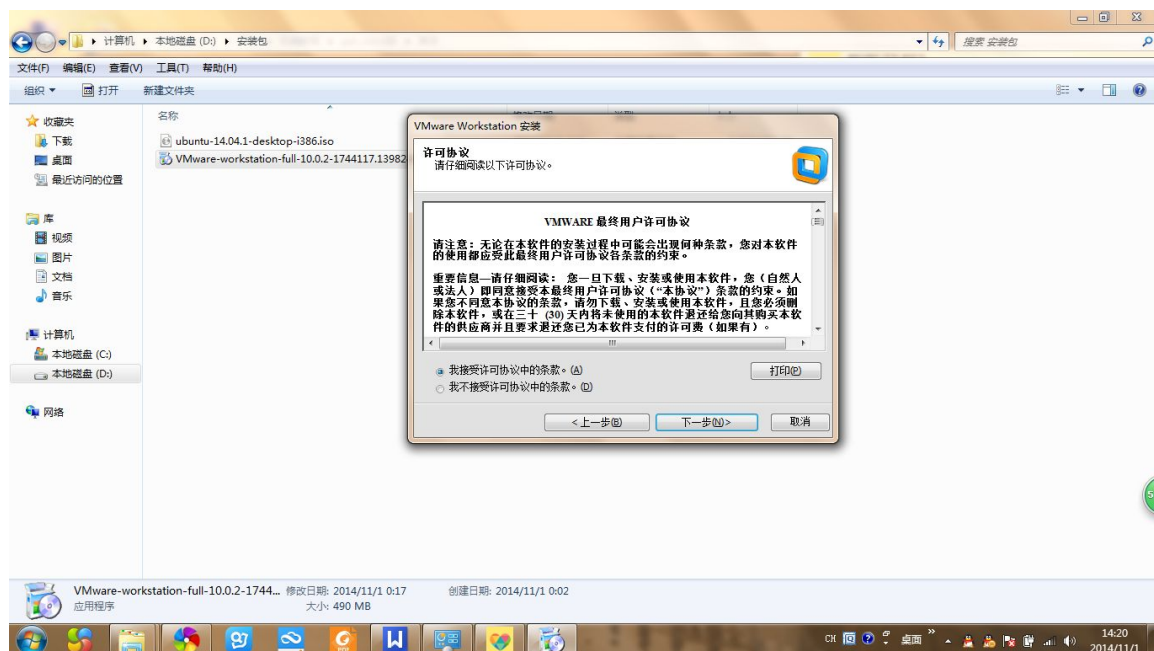 计算机 ▸ 本地磁盘 (D:) ▸ 安装包
搜索 安装包
文件(F) 编辑(E) 查看(V) 工具(T) 帮助(H)
组织 ▾ 打开 新建文件夹
收藏夹
下载
桌面
最近访问的位置
库
视频
图片
文档
音乐
计算机
本地磁盘 (C:)
本地磁盘 (D:)
网络
名称
ubuntu-14.04.1-desktop-i386.iso
VMware-workstation-full-10.0.2-1744117.13982
VMware Workstation 安装
许可协议
请仔细阅读以下许可协议。
VMWARE 最终用户许可协议
请注意：无论在本软件的安装过程中可能会出现何种条款，您对本软件
的使用都应受此最终用户许可协议各条款的约束。
重要信息—请仔细阅读： 您一旦下载、安装或使用本软件，您（自然人
或法人）即同意接受本最终用户许可协议（“本协议”）条款的约束。如
果您不同意本协议的条款，请勿下载、安装或使用本软件，且您必须删
除本软件，或在三十 (30) 天内将未使用的本软件退还给您向其购买本软
件的供应商并且要求退还您已为本软件支付的许可费（如果有）。
我接受许可协议中的条款。(A)
打印(P)
我不接受许可协议中的条款。(D)
<上一步(B) 下一步(N)> 取消
VMware-workstation-full-10.0.2-1744... 修改日期: 2014/11/1 0:17 创建日期: 2014/11/1 0:02
应用程序 大小: 490 MB
CH 桌面 » 14:20
2014/11/1